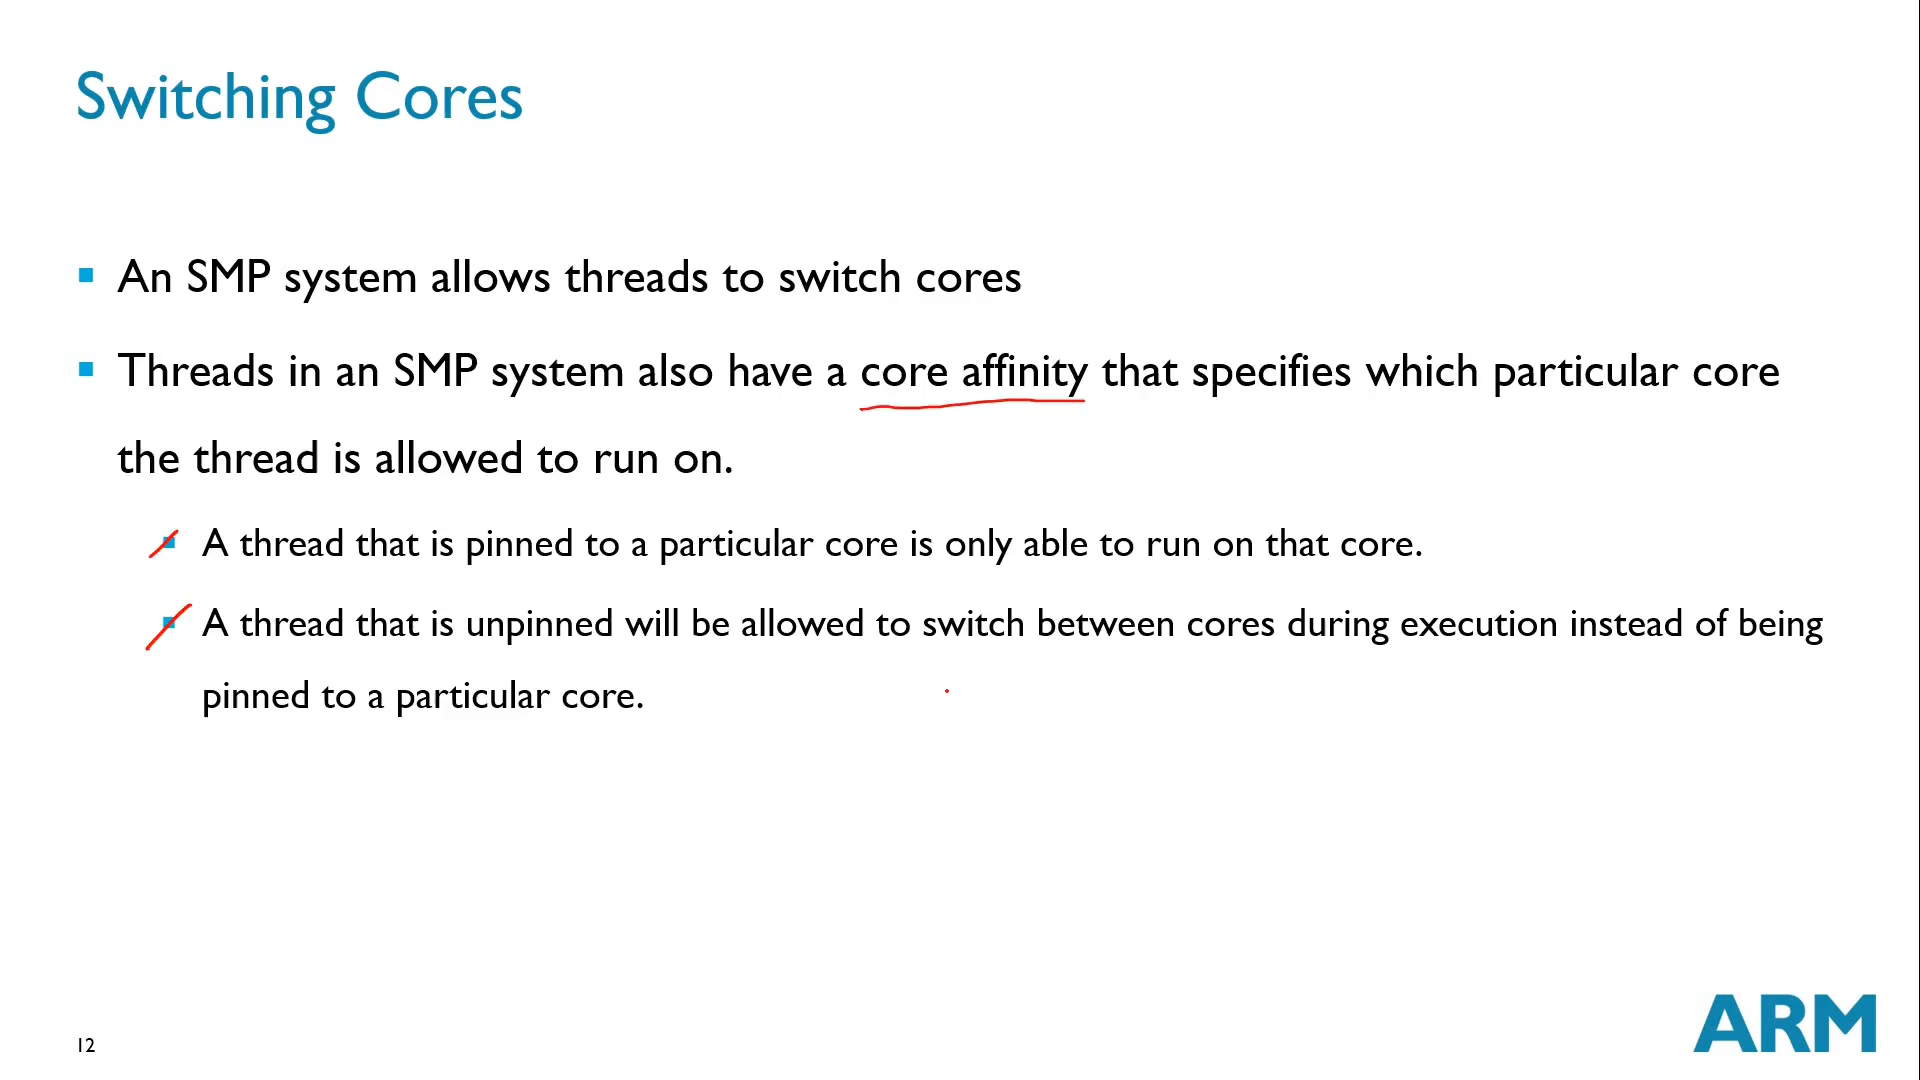 Switching Cores
An SMP system allows threads to switch cores
Threads in an SMP system also have a core affinity that specifies which particular core
the thread is allowed to run on.
A thread that is pinned to a particular core is only able to run on that core.
A thread that is unpinned will be allowed to switch between cores during execution instead of being
pinned to a particular core.
12
ARM